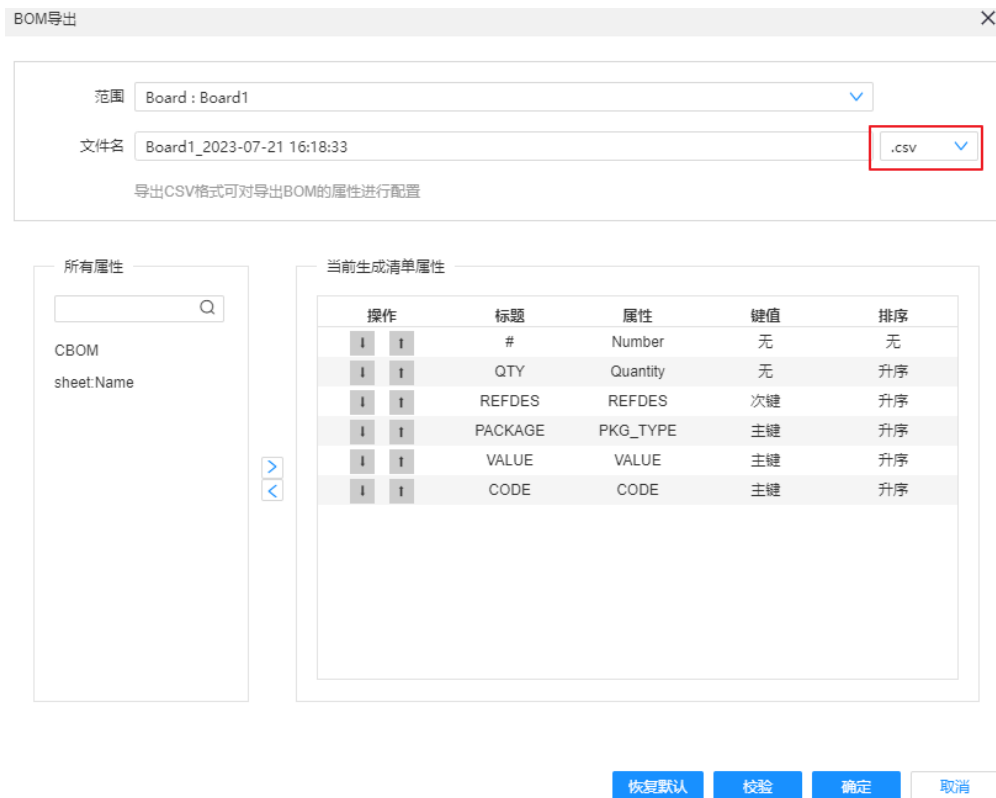 BOM导出
范围 Board : Board1
文件名 Board1_2023-07-21 16:18:33 .csv
导出CSV格式可对导出BOM的属性进行配置
所有属性
当前生成清单属性
操作 标题 属性 键值 排序
# Number 无 无
QTY Quantity 无 升序
REFDES REFDES 次键 升序
PACKAGE PKG_TYPE 主键 升序
VALUE VALUE 主键 升序
CODE CODE 主键 升序
CBOM
sheet:Name
恢复默认 校验 确定 取消